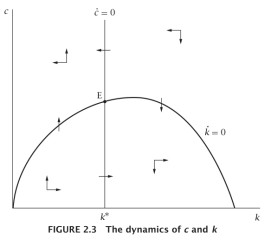 c
ċ = 0
E
k̇ = 0
k*
k
FIGURE 2.3 The dynamics of c and k